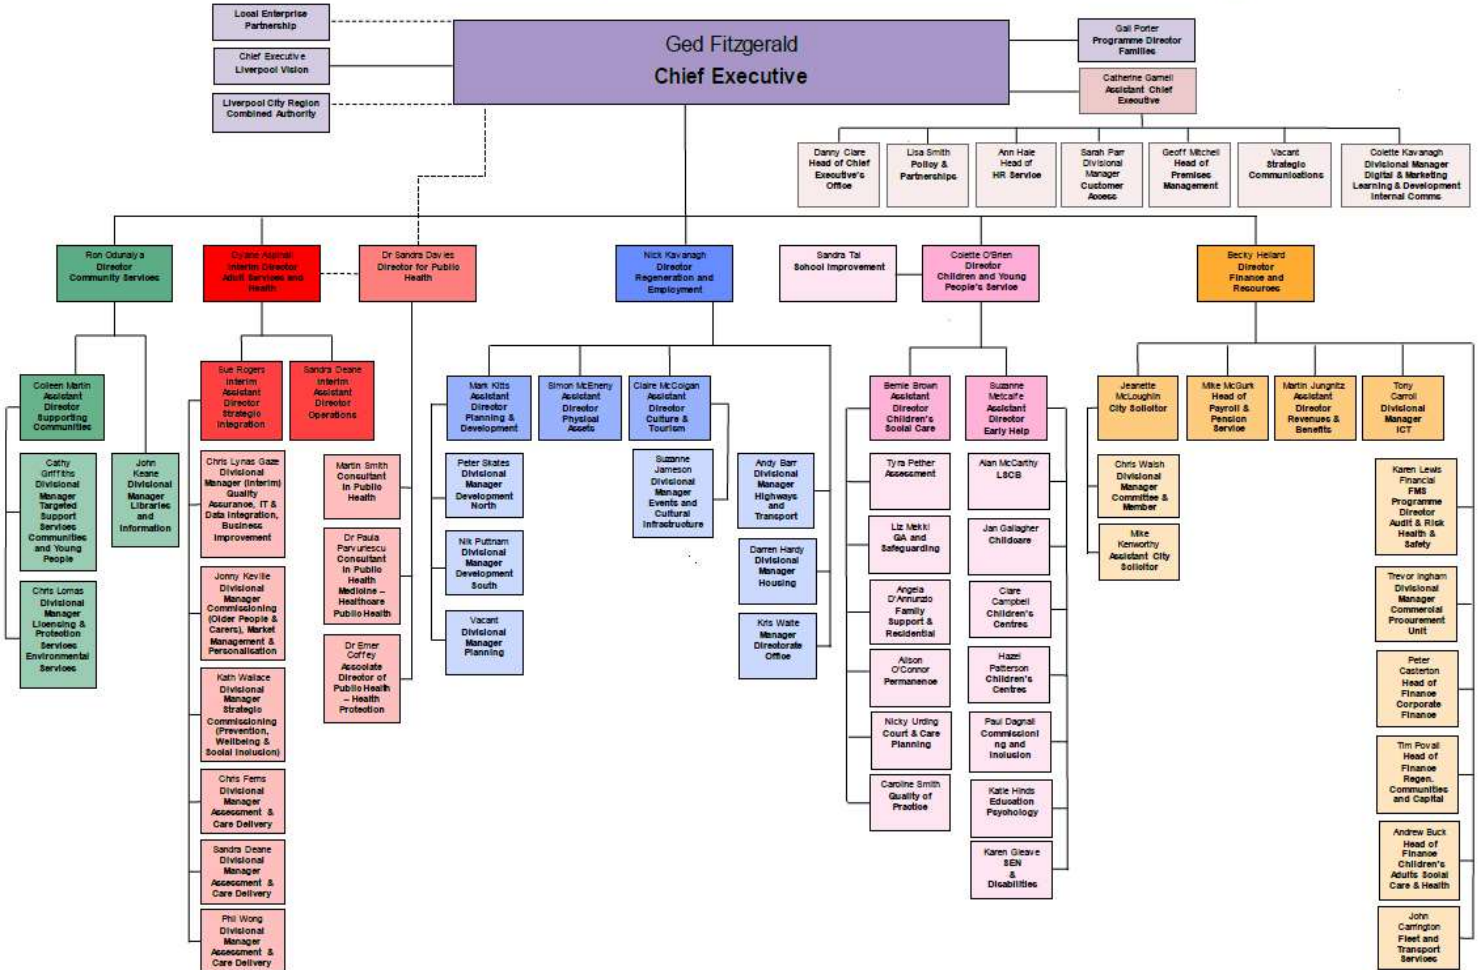 Local Enterprise
Partnership
Chief Executive
Liverpool Vision
Liverpool City Region
Combined Authority
Ged Fitzgerald
Chief Executive
Gail Porter
Programme Director
Families
Catherine Garnell
Assistant Chief
Executive
Danny Clare
Head of Chief
Executive's
Office
Lisa Smith
Policy &
Partnerships
Ann Hale
Head of
HR Service
Sarah Parr
Divisional
Manager
Customer
Access
Geoff Mitchell
Head of
Premises
Management
Vacant
Strategic
Communications
Colette Kavanagh
Divisional Manager
Digital & Marketing
Learning & Development
Internal Comms
Ron Odunaiya
Director
Community Services
Dyane Aspinall
Interim Director
Adult Services and
Health
Dr Sandra Davies
Director for Public
Health
Nick Kavanagh
Director
Regeneration and
Employment
Sandra Tai
School Improvement
Colette O'Brien
Director
Children and Young
People's Service
Becky Hellard
Director
Finance and
Resources
Coleen Martin
Assistant
Director
Supporting
Communities
Cathy
Griffiths
Divisional
Manager
Targeted
Support
Services
Communities
and Young
People
Chris Lomas
Divisional
Manager
Licensing &
Protection
Services
Environmental
Services
John
Keane
Divisional
Manager
Libraries
and
Information
Sue Rogers
Interim
Assistant
Director
Strategic
Integration
Sandra Deane
Interim
Assistant
Director
Operations
Chris Lynas Gaze
Divisional
Manager (Interim)
Quality
Assurance, IT &
Data Integration,
Business
Improvement
Jonny Keville
Divisional
Manager
Commissioning
(Older People &
Carers), Market
Management &
Personalisation
Kath Wallace
Divisional
Manager
Strategic
Commissioning
(Prevention,
Wellbeing &
Social Inclusion)
Chris Ferns
Divisional
Manager
Assessment &
Care Delivery
Sandra Deane
Divisional
Manager
Assessment &
Care Delivery
Phil Wong
Divisional
Manager
Assessment &
Care Delivery
Martin Smith
Consultant
in Public
Health
Dr Paula
Parvulescu
Consultant
in Public
Health
Medicine –
Healthcare
Public Health
Dr Emer
Coffey
Associate
Director of
Public Health
– Health
Protection
Mark Kitts
Assistant
Director
Planning &
Development
Simon McEneny
Assistant
Director
Physical
Assets
Claire McColgan
Assistant
Director
Culture &
Tourism
Peter Skates
Divisional
Manager
Development
North
Nik Puttnam
Divisional
Manager
Development
South
Vacant
Divisional
Manager
Planning
Suzanne
Jameson
Divisional
Manager
Events and
Cultural
Infrastructure
Andy Barr
Divisional
Manager
Highways
and
Transport
Darren Hardy
Divisional
Manager
Housing
Kris Waite
Manager
Directorate
Office
Bernie Brown
Assistant
Director
Children's
Social Care
Suzanne
Metcalfe
Assistant
Director
Early Help
Tyra Pether
Assessment
Liz Mekki
QA and
Safeguarding
Angela
D'Annunzio
Family
Support &
Residential
Alison
O'Connor
Permanence
Nicky Urding
Court & Care
Planning
Caroline Smith
Quality of
Practice
Alan McCarthy
LSCB
Jan Gallagher
Childcare
Clare
Campbell
Children's
Centres
Hazel
Patterson
Children's
Centres
Paul Dagnall
Commissioni
ng and
Inclusion
Katie Hinds
Education
Psychology
Karen Gleave
SEN
&
Disabilities
Jeanette
McLoughlin
City Solicitor
Mike McGurk
Head of
Payroll &
Pension
Service
Martin Jungnitz
Assistant
Director
Revenues &
Benefits
Tony
Carroll
Divisional
Manager
ICT
Chris Walsh
Divisional
Manager
Committee &
Member
Mike
Kenworthy
Assistant City
Solicitor
Karen Lewis
Financial
FMS
Programme
Director
Audit & Risk
Health &
Safety
Trevor Ingham
Divisional
Manager
Commercial
Procurement
Unit
Peter
Casterton
Head of
Finance
Corporate
Finance
Tim Povall
Head of
Finance
Regen.
Communities
and Capital
Andrew Buck
Head of
Finance
Children's
Adults Social
Care & Health
John
Carrington
Fleet and
Transport
Services